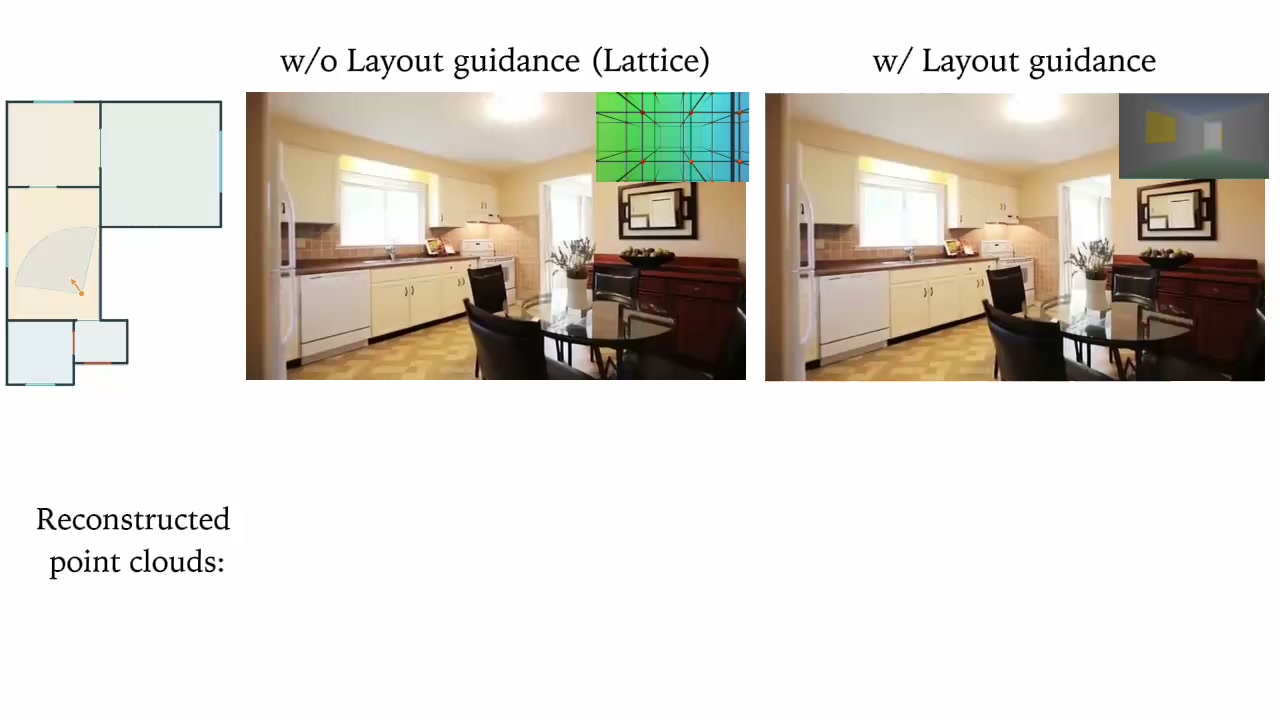 w/o Layout guidance (Lattice)
w/ Layout guidance
Reconstructed
point clouds: